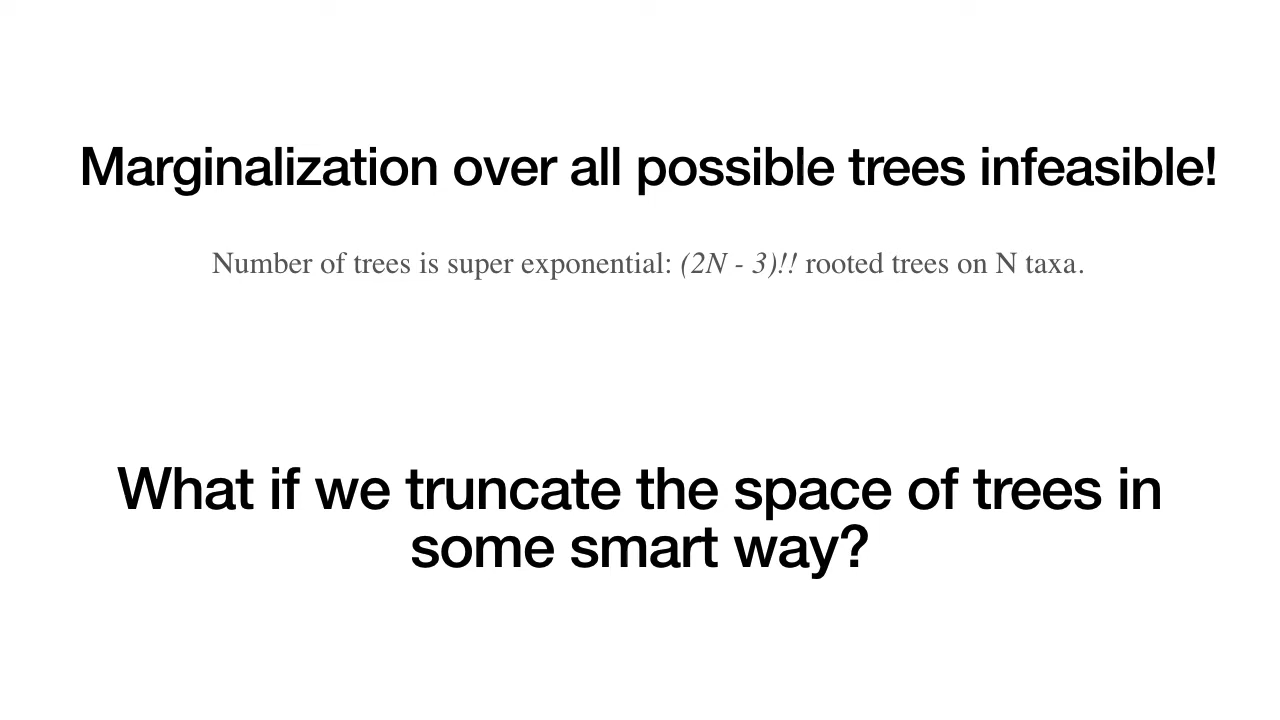 Marginalization over all possible trees infeasible!
Number of trees is super exponential: (2N - 3)!! rooted trees on N taxa.
What if we truncate the space of trees in
some smart way?